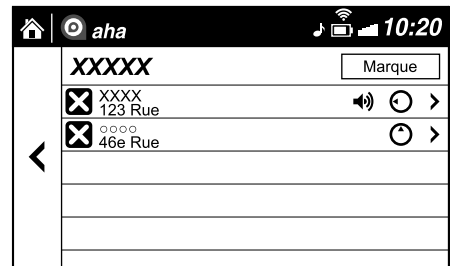 aha 10:20
XXXXX Marque
XXXX
123 Rue
○○○○
46e Rue